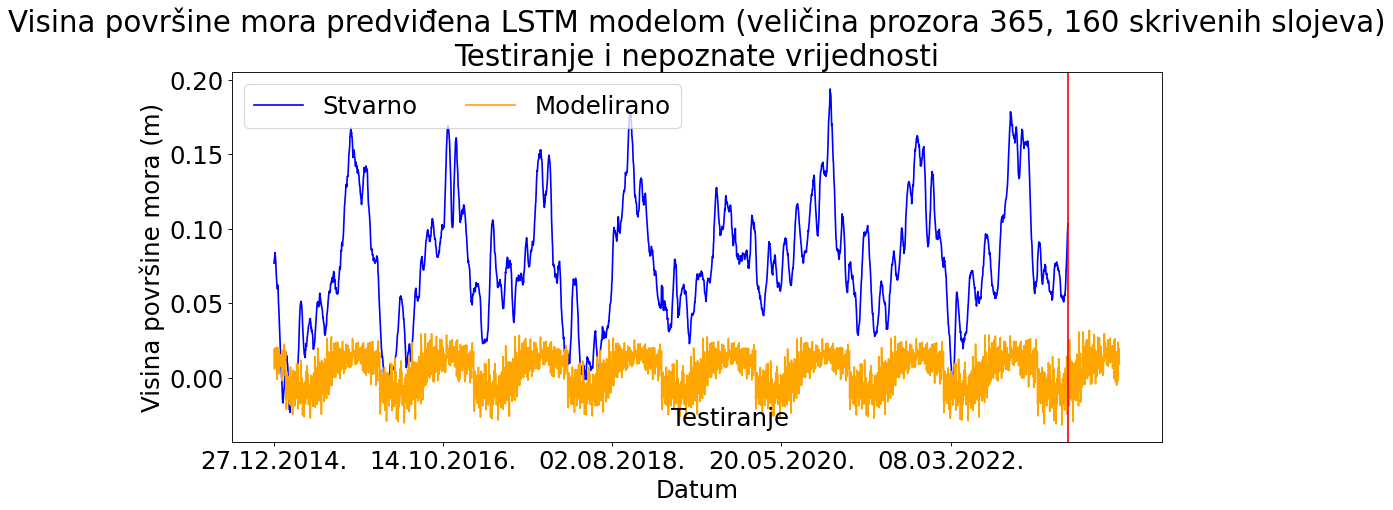 Visina površine mora predviđena LSTM modelom (veličina prozora 365, 160 skrivenih slojeva)
Testiranje i nepoznate vrijednosti
Stvarno
Modelirano
Visina površine mora (m)
0.20
0.15
0.10
0.05
0.00
Testiranje
27.12.2014.
14.10.2016.
02.08.2018.
20.05.2020.
08.03.2022.
Datum